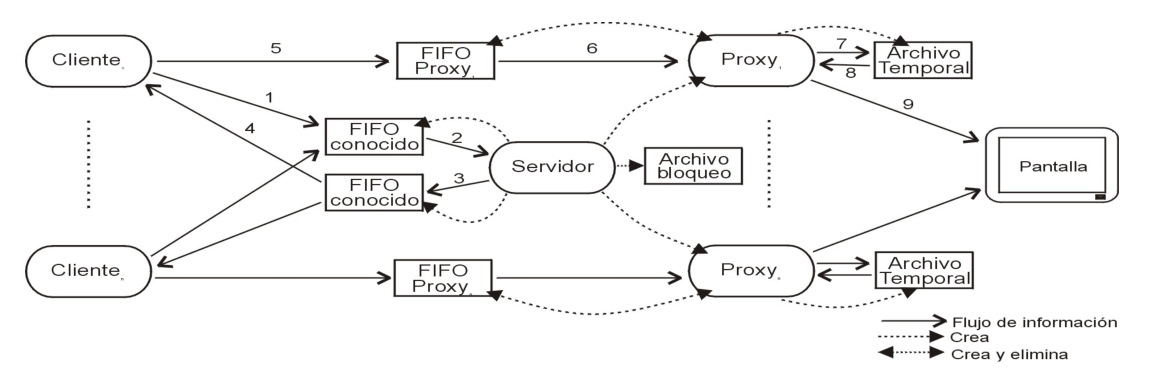 Cliente
5
FIFO
Proxy
6
Proxy
7
8
Archivo
Temporal
9
1
4
FIFO
conocido
2
Servidor
Archivo
bloqueo
Pantalla
FIFO
conocido
3
Cliente
FIFO
Proxy
Proxy
Archivo
Temporal
Flujo de información
Crea
Crea y elimina